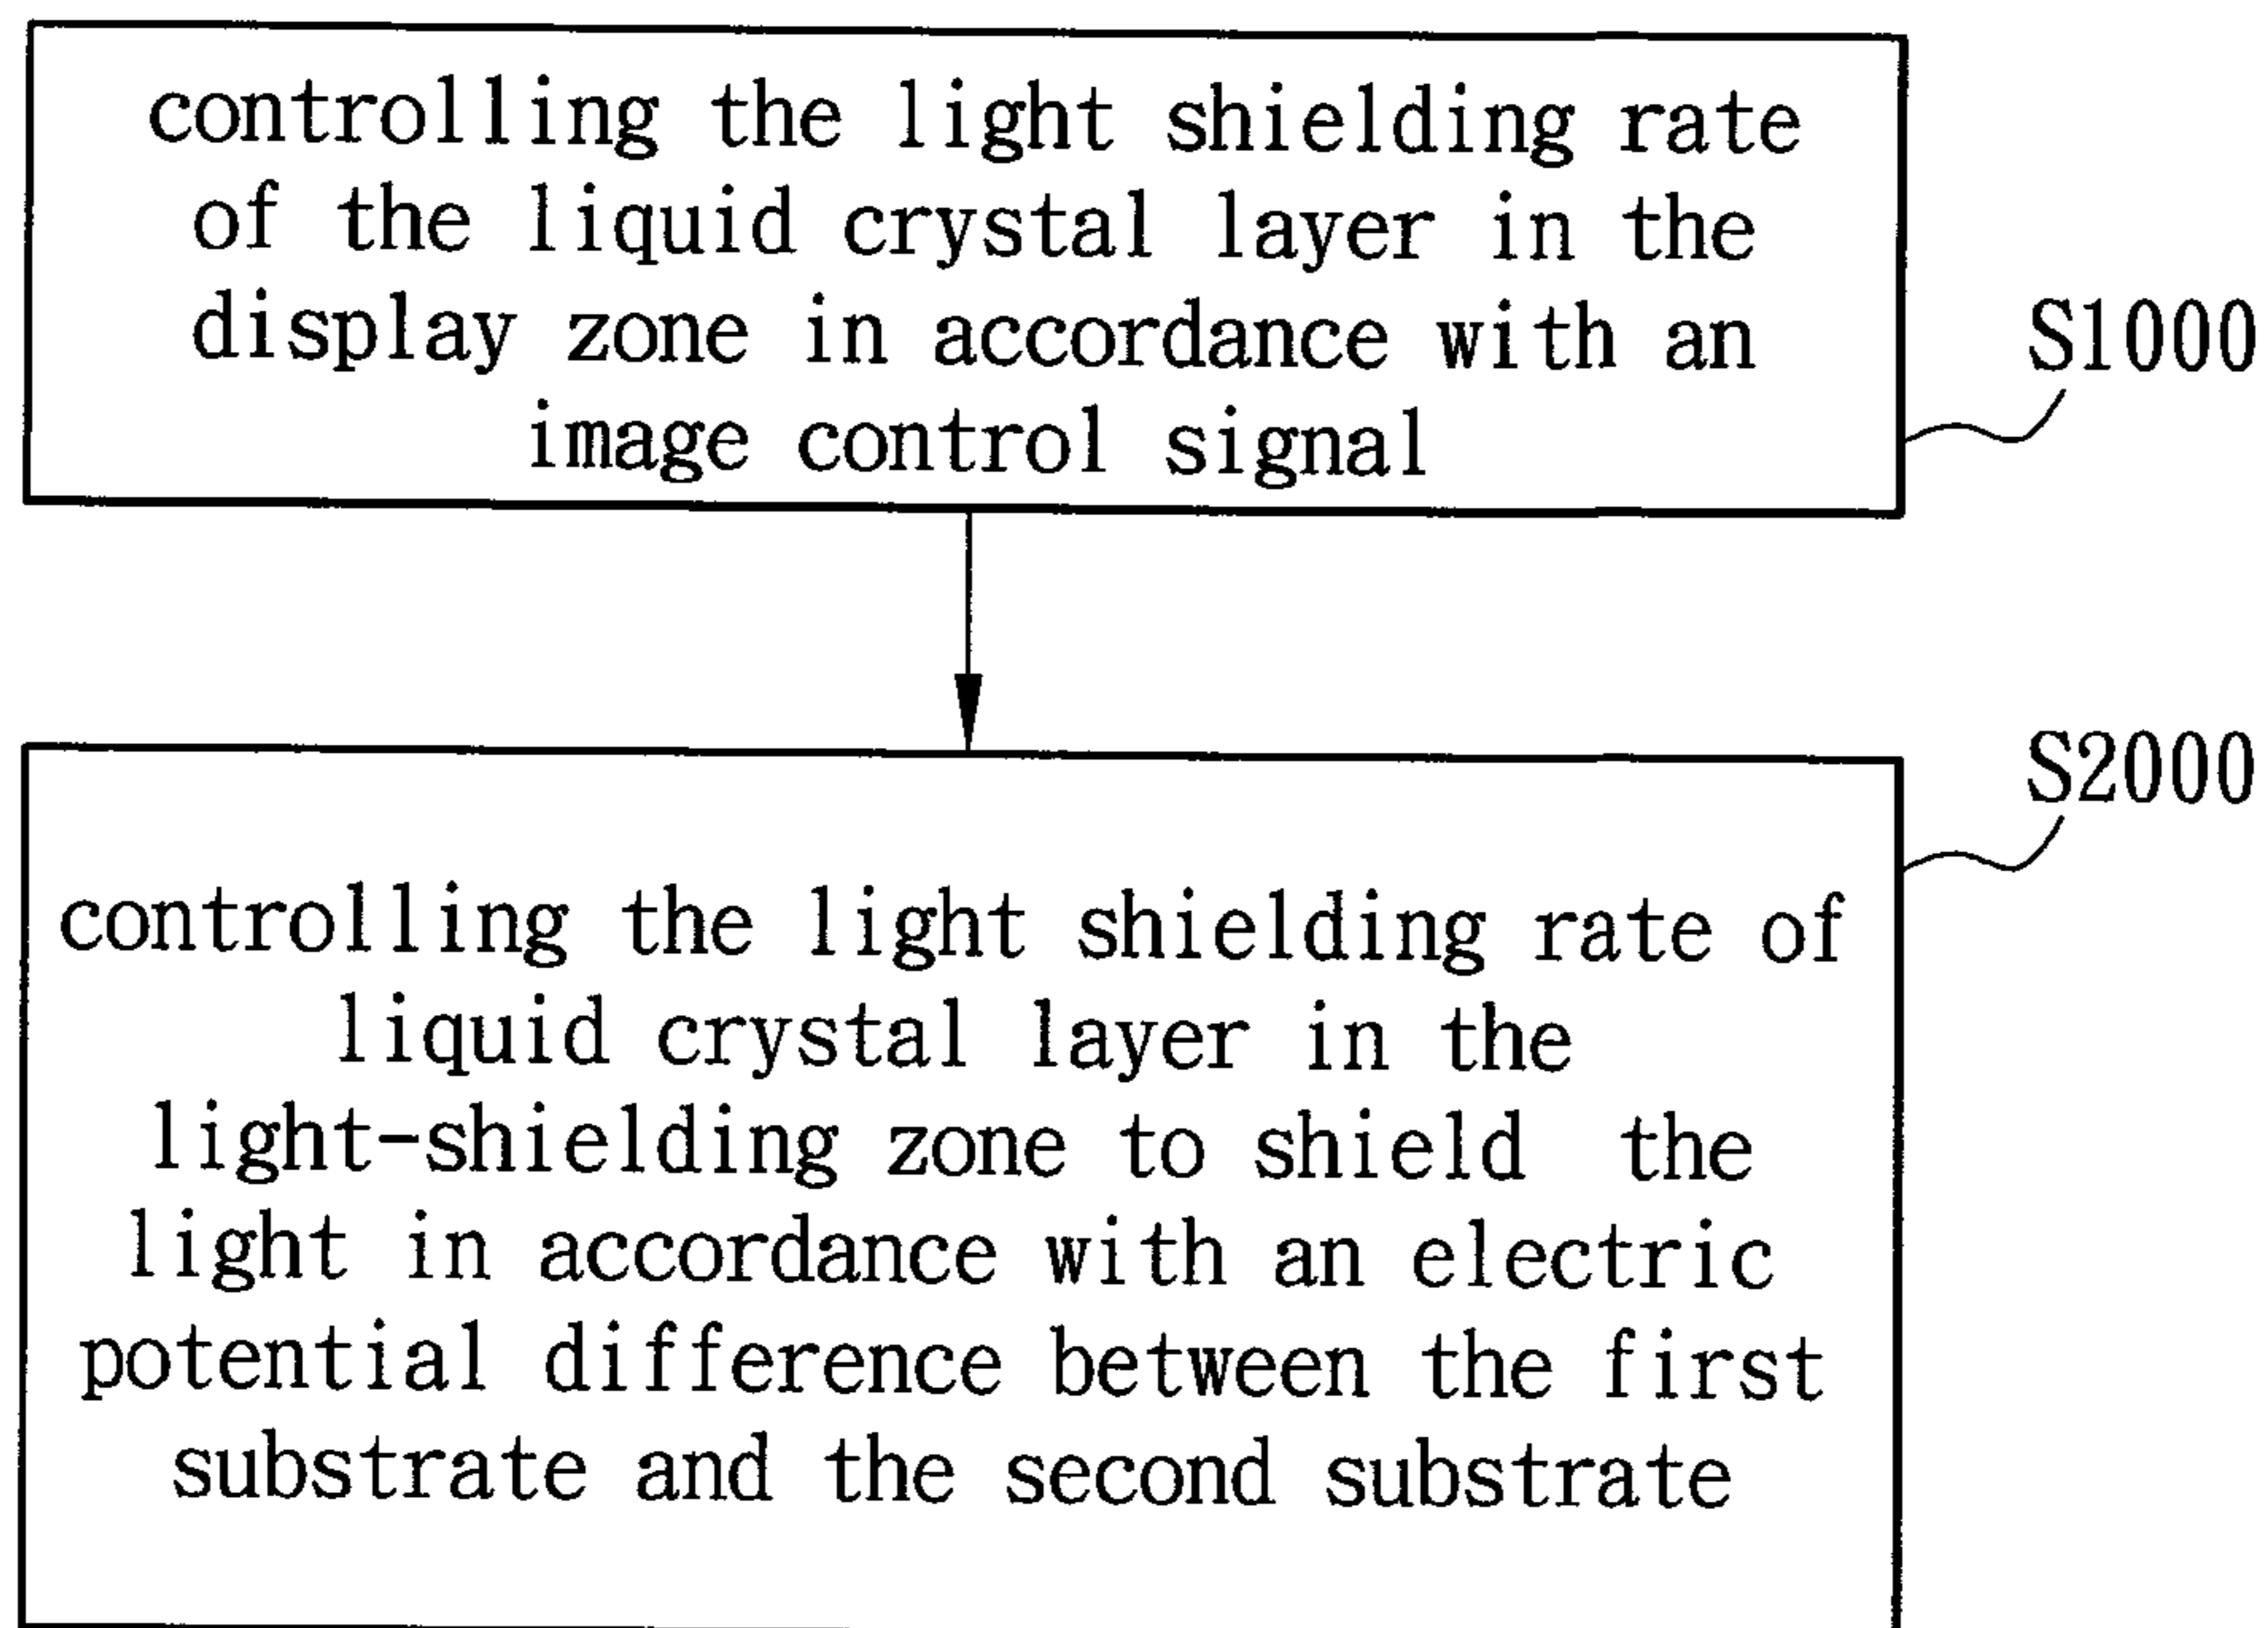 controlling the light shielding rate
of the liquid crystal layer in the
display zone in accordance with an
image control signal
S1000
S2000
controlling the light shielding rate of
liquid crystal layer in the
light-shielding zone to shield the
light in accordance with an electric
potential difference between the first
substrate and the second substrate